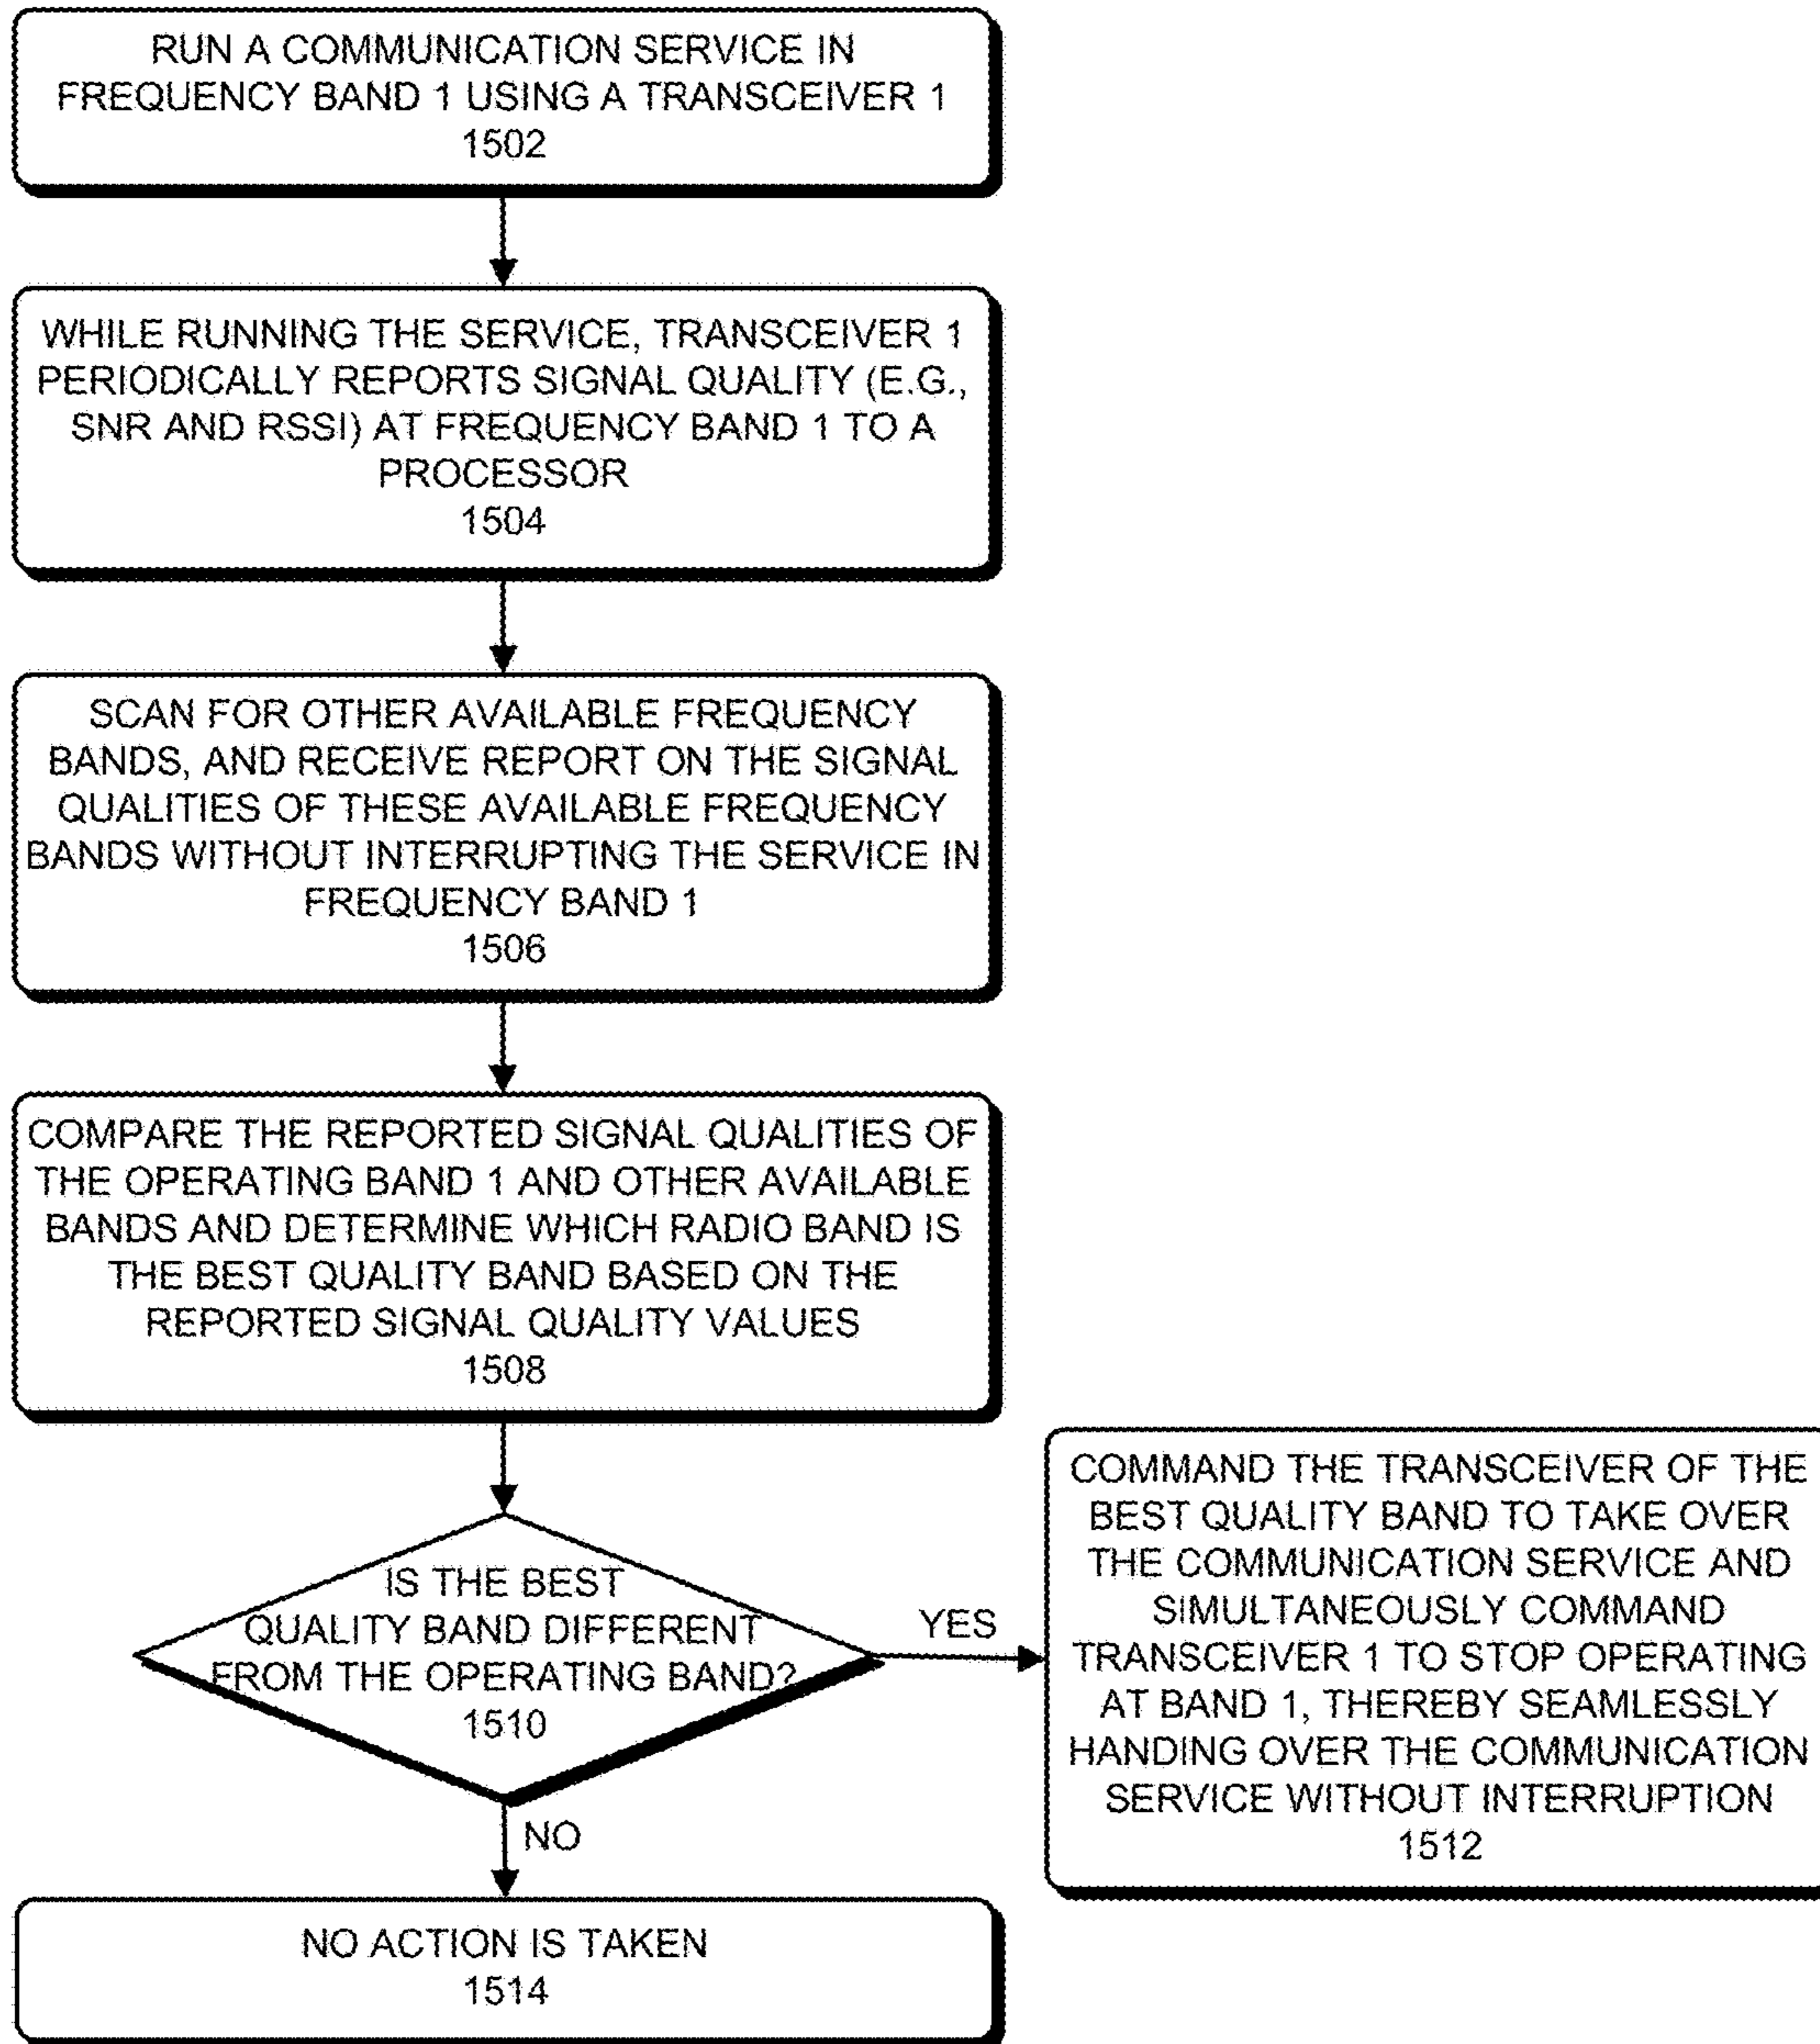 RUN A COMMUNICATION SERVICE IN
FREQUENCY BAND 1 USING A TRANSCEIVER 1
1502
WHILE RUNNING THE SERVICE, TRANSCEIVER 1
PERIODICALLY REPORTS SIGNAL QUALITY (E.G.,
SNR AND RSSI) AT FREQUENCY BAND 1 TO A
PROCESSOR
1504
SCAN FOR OTHER AVAILABLE FREQUENCY
BANDS, AND RECEIVE REPORT ON THE SIGNAL
QUALITIES OF THESE AVAILABLE FREQUENCY
BANDS WITHOUT INTERRUPTING THE SERVICE IN
FREQUENCY BAND 1
1506
COMPARE THE REPORTED SIGNAL QUALITIES OF
THE OPERATING BAND 1 AND OTHER AVAILABLE
BANDS AND DETERMINE WHICH RADIO BAND IS
THE BEST QUALITY BAND BASED ON THE
REPORTED SIGNAL QUALITY VALUES
1508
IS THE BEST
QUALITY BAND DIFFERENT
FROM THE OPERATING BAND?
1510
YES
COMMAND THE TRANSCEIVER OF THE
BEST QUALITY BAND TO TAKE OVER
THE COMMUNICATION SERVICE AND
SIMULTANEOUSLY COMMAND
TRANSCEIVER 1 TO STOP OPERATING
AT BAND 1, THEREBY SEAMLESSLY
HANDING OVER THE COMMUNICATION
SERVICE WITHOUT INTERRUPTION
1512
NO
NO ACTION IS TAKEN
1514